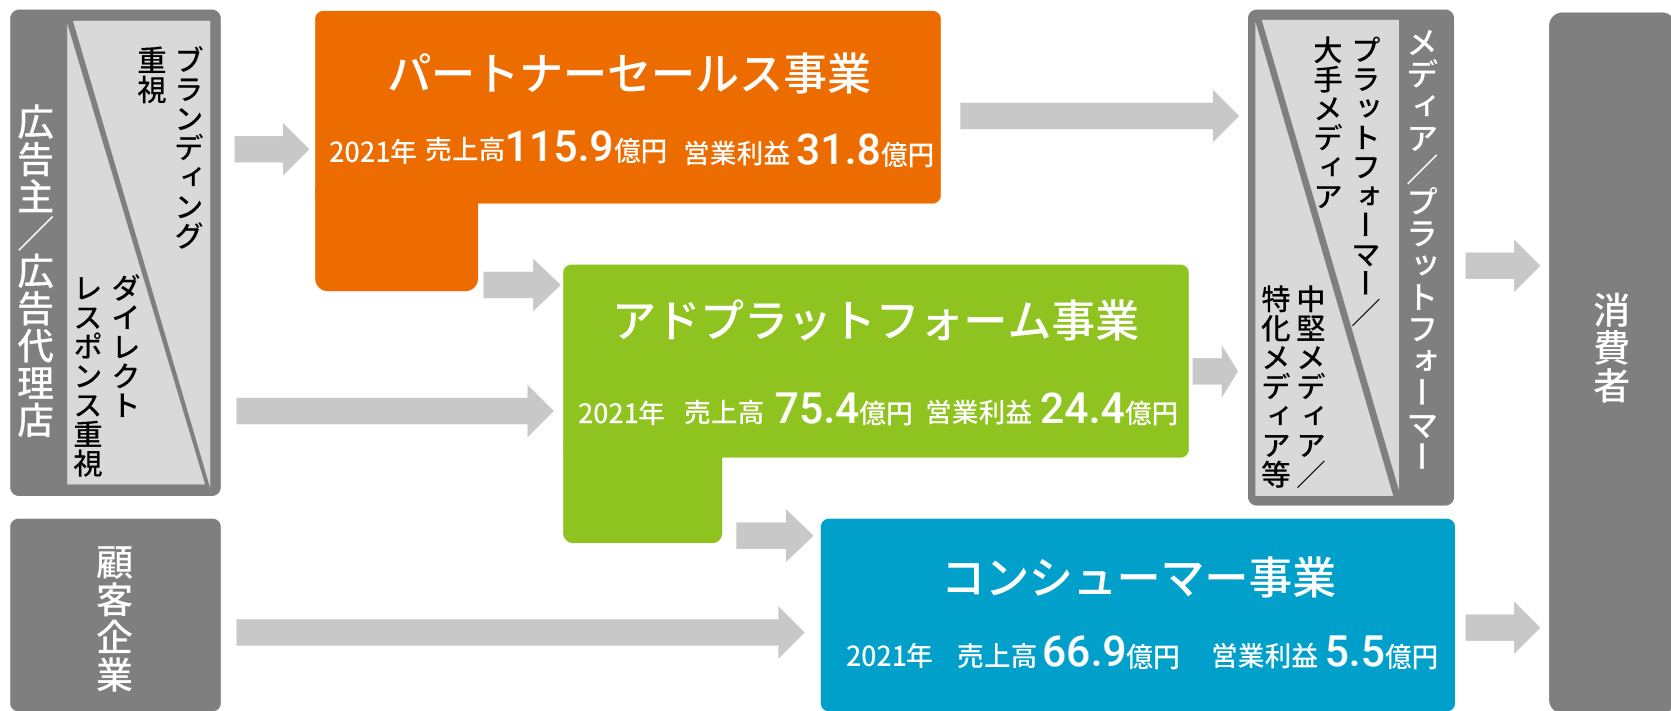 広告主／広告代理店
ブランディング
重視
ダイレクト
レスポンス重視
パートナーセールス事業
2021年 売上高115.9億円 営業利益 31.8億円
アドプラットフォーム事業
2021年 売上高 75.4億円 営業利益 24.4億円
メディア／プラットフォーマー
プラットフォーマー／
大手メディア
中堅メディア／
特化メディア等
消費者
顧客企業
コンシューマー事業
2021年 売上高 66.9億円 営業利益 5.5億円